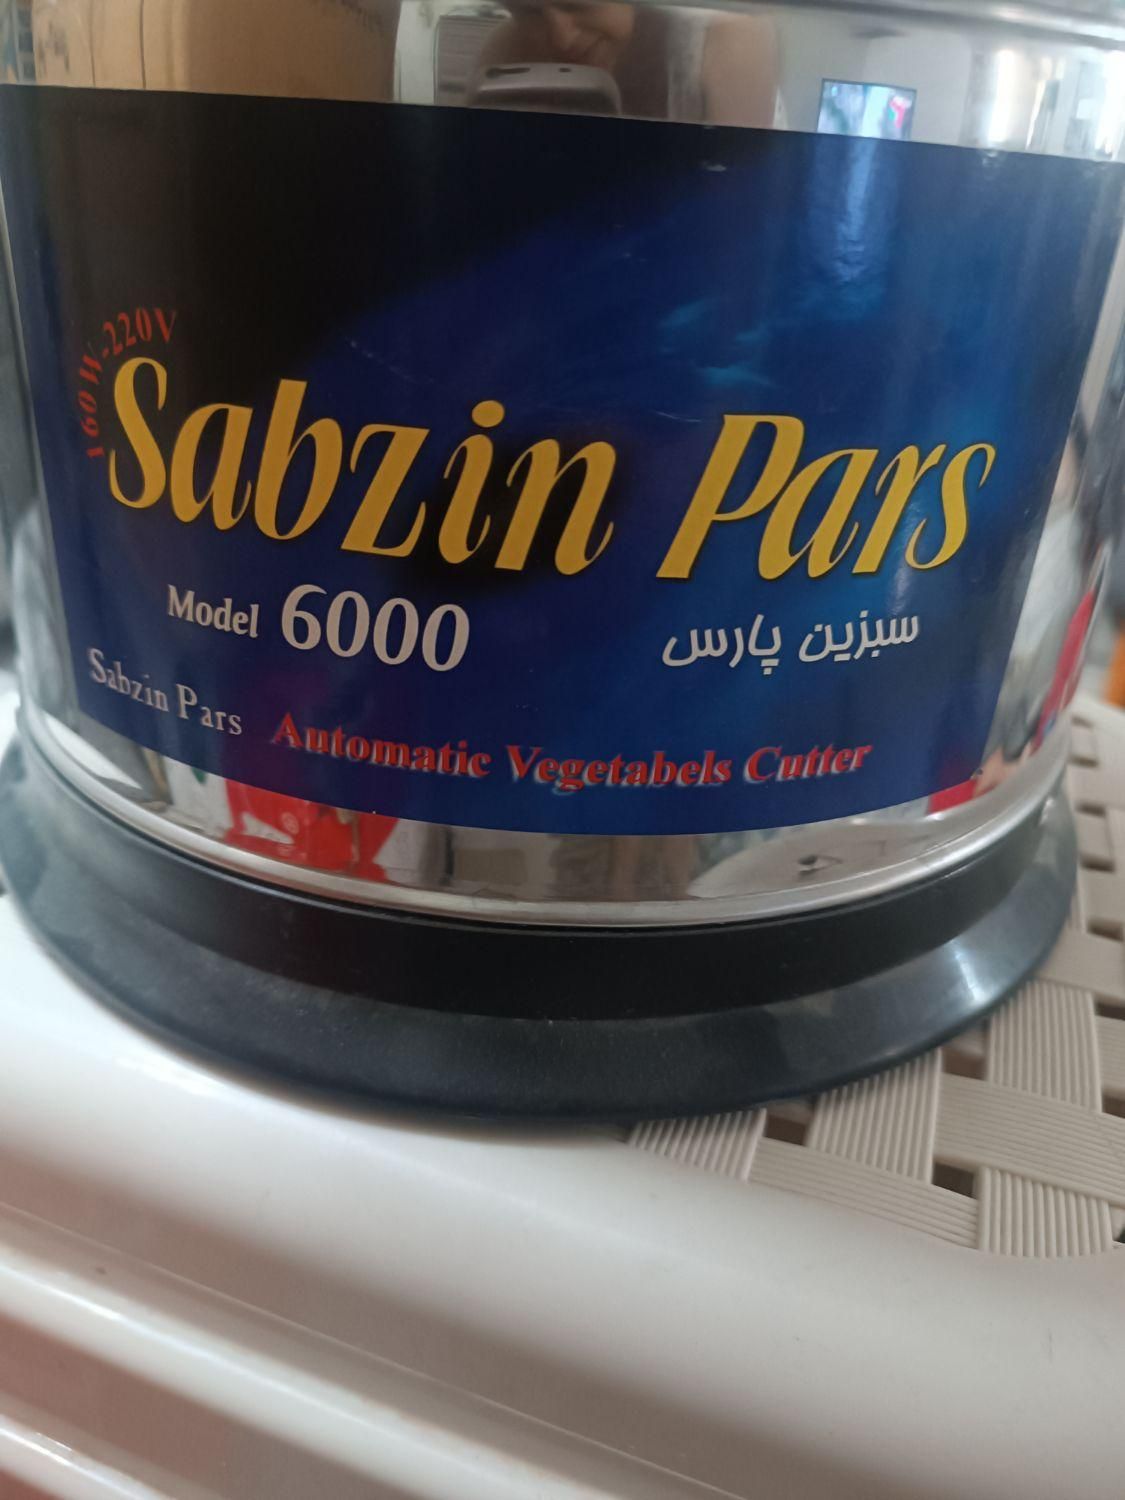 160W-220V
Sabzin Pars
Model 6000
سبزین پارس
Sabzin Pars
Automatic Vegetabels Cutter